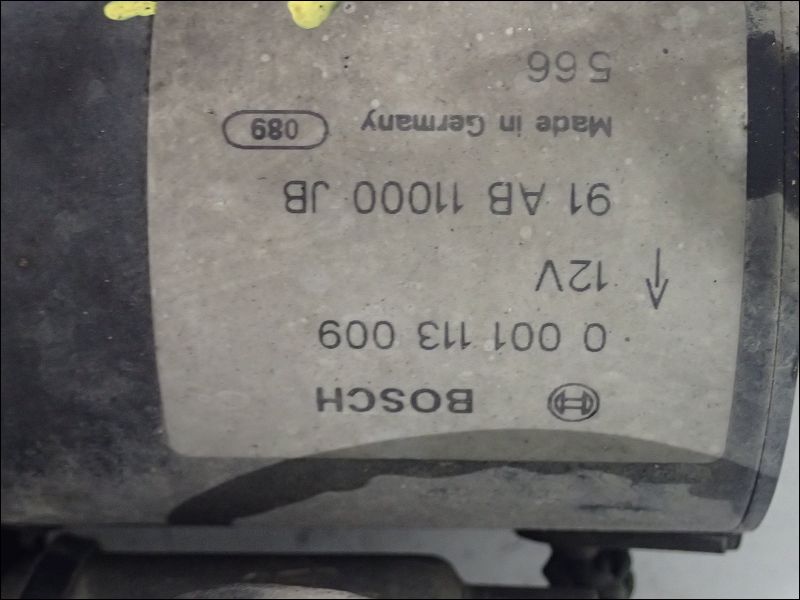 BOSCH
0 001 113 009
12V
91 AB 11000 JB
Made in Germany 089
566